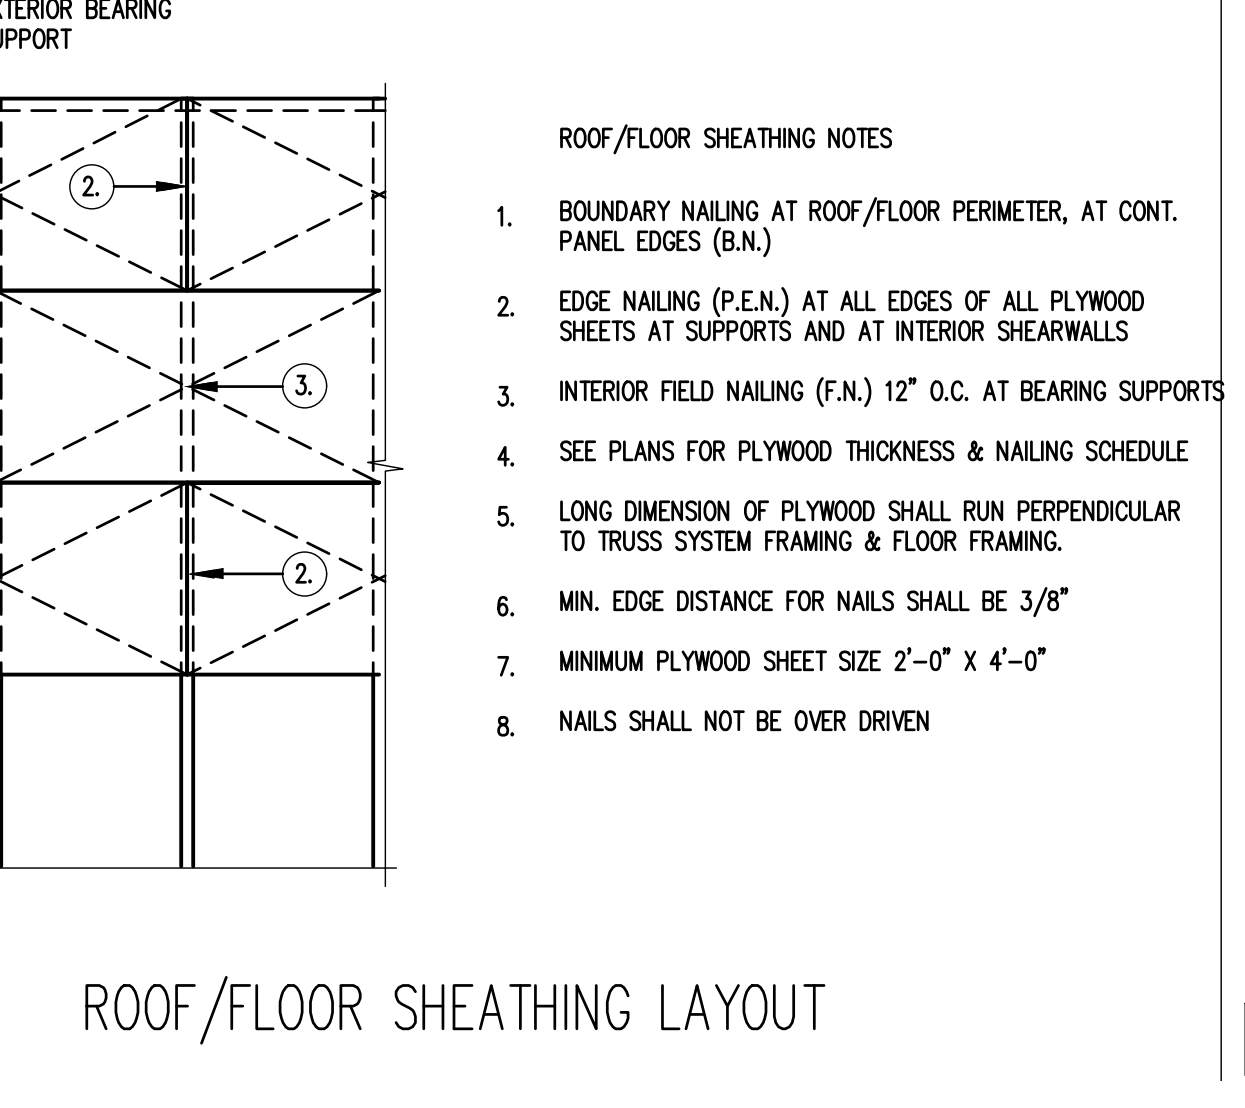 XTERIOR BEARING
UPPORT
2.
3.
2.
ROOF/FLOOR SHEATHING NOTES
1. BOUNDARY NAILING AT ROOF/FLOOR PERIMETER, AT CONT.
PANEL EDGES (B.N.)
2. EDGE NAILING (P.E.N.) AT ALL EDGES OF ALL PLYWOOD
SHEETS AT SUPPORTS AND AT INTERIOR SHEARWALLS
3. INTERIOR FIELD NAILING (F.N.) 12" O.C. AT BEARING SUPPORTS
4. SEE PLANS FOR PLYWOOD THICKNESS & NAILING SCHEDULE
5. LONG DIMENSION OF PLYWOOD SHALL RUN PERPENDICULAR
TO TRUSS SYSTEM FRAMING & FLOOR FRAMING.
6. MIN. EDGE DISTANCE FOR NAILS SHALL BE 3/8"
7. MINIMUM PLYWOOD SHEET SIZE 2'-0" X 4'-0"
8. NAILS SHALL NOT BE OVER DRIVEN
ROOF/FLOOR SHEATHING LAYOUT